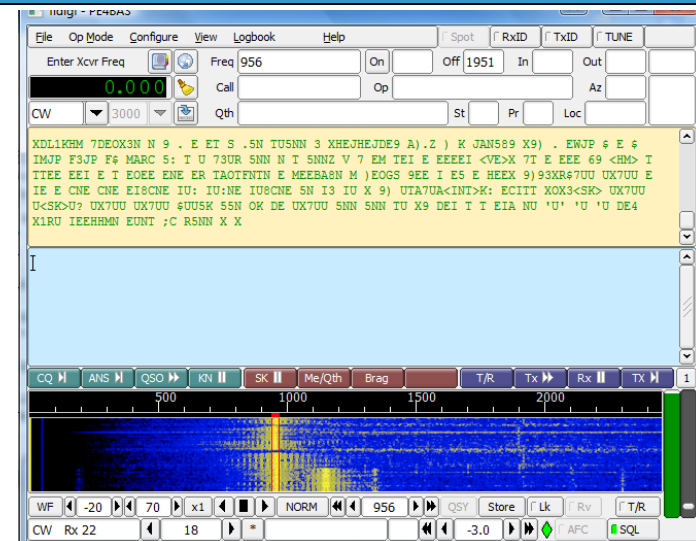 fldigi - PE4BAS
File Op Mode Configure View Logbook Help Spot RxID TxID TUNE
Enter Xcvr Freq Freq 956 On Off 1951 In Out
0.000 Call Op Az
CW 3000 Qth St Pr Loc
XDL1KHM 7DEOX3N N 9 . E ET S .5N TU5NN 3 XHEJHEJDE9 A).Z ) K JAN589 X9) . EWJP $ E $
IMJP F3JP F$ MARC 5: T U 73UR 5NN N T 5NNZ V 7 EM TEI E EEEEI <VE>X 7T E EEE 69 <HM> T
TTEE EEI E T EOEE ENE ER TAOTFNTN E MEEBA8N M )EOGS 9EE I E5 E HEEX 9)93XR$7UU UX7UU E
IE E CNE CNE EI8CNE IU: IU:NE IU8CNE 5N I3 IU X 9) UTA7UA<INT>K: ECITT XOX3<SK> UX7UU
U<SK>U? UX7UU UX7UU $UU5K 55N OK DE UX7UU 5NN 5NN TU X9 DEI T T EIA NU 'U' 'U 'U DE4
X1RU IEEHHMN EUNT ;C R5NN X X
CQ ANS QSO KN SK Me/Qth Brag T/R Tx Rx TX 1
500 1000 1500 2000
WF -20 70 x1 NORM 956 QSY Store Lk Rv T/R
CW Rx 22 18 * -3.0 AFC SQL